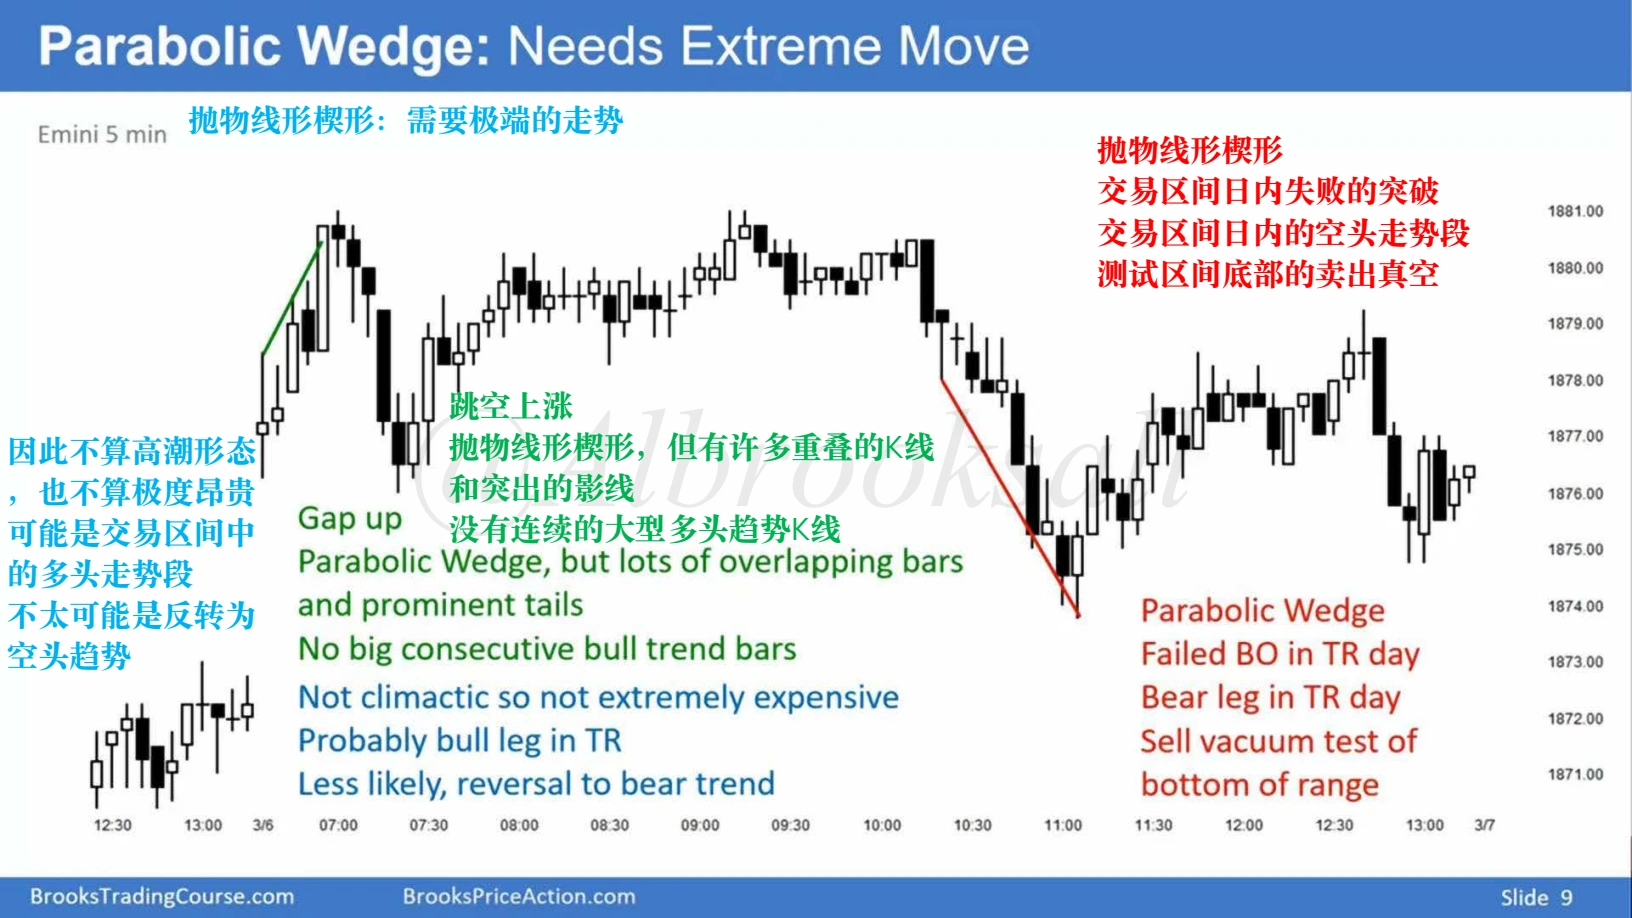 Parabolic Wedge: Needs Extreme Move
Emini 5 min
抛物线形楔形：需要极端的走势
抛物线形楔形
交易区间日内失败的突破
交易区间日内的空头走势段
测试区间底部的卖出真空
1881.00
1880.00
1879.00
1878.00
1877.00
1876.00
1875.00
1874.00
1873.00
1872.00
1871.00
跳空上涨
抛物线形楔形，但有许多重叠的K线
和突出的影线
没有连续的大型多头趋势K线
@Albrooksall
因此不算高潮形态
，也不算极度昂贵
可能是交易区间中
的多头走势段
不太可能是反转为
空头趋势
Gap up
Parabolic Wedge, but lots of overlapping bars
and prominent tails
No big consecutive bull trend bars
Not climactic so not extremely expensive
Probably bull leg in TR
Less likely, reversal to bear trend
Parabolic Wedge
Failed BO in TR day
Bear leg in TR day
Sell vacuum test of
bottom of range
12:30 13:00 3/6 07:00 07:30 08:00 08:30 09:00 09:30 10:00 10:30 11:00 11:30 12:00 12:30 13:00 3/7
BrooksTradingCourse.com BrooksPriceAction.com Slide 9